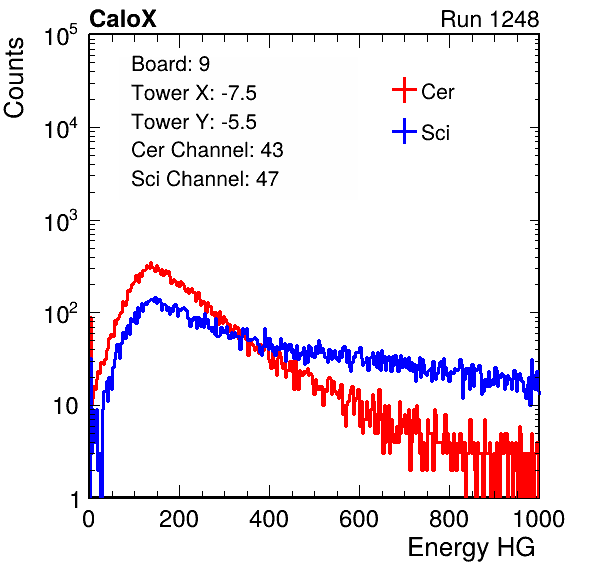 CaloX Run 1248
Counts
Board: 9
Tower X: -7.5
Tower Y: -5.5
Cer Channel: 43
Sci Channel: 47
Cer
Sci
10^5
10^4
10^3
10^2
10
1
0 200 400 600 800 1000
Energy HG